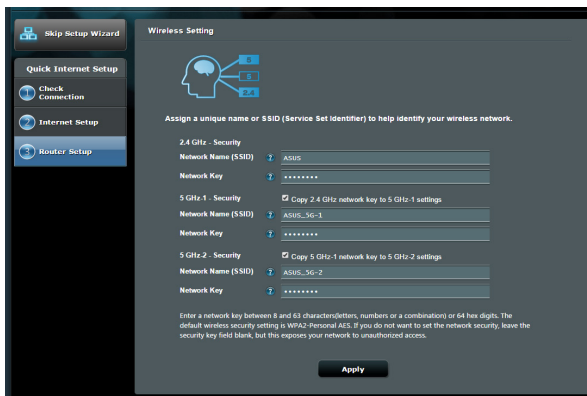 Skip Setup Wizard
Quick Internet Setup
1 Check
Connection
2 Internet Setup
3 Router Setup
Wireless Setting
5
5
2.4
Assign a unique name or SSID (Service Set Identifier) to help identify your wireless network.
2.4 GHz - Security
Network Name (SSID) ? ASUS
Network Key ? ••••••••
5 GHz-1 - Security Copy 2.4 GHz network key to 5 GHz-1 settings
Network Name (SSID) ? ASUS_5G-1
Network Key ? ••••••••
5 GHz-2 - Security Copy 5 GHz-1 network key to 5 GHz-2 settings
Network Name (SSID) ? ASUS_5G-2
Network Key ? ••••••••
Enter a network key between 8 and 63 characters(letters, numbers or a combination) or 64 hex digits. The
default wireless security setting is WPA2-Personal AES. If you do not want to set the network security, leave the
security key field blank, but this exposes your network to unauthorized access.
Apply